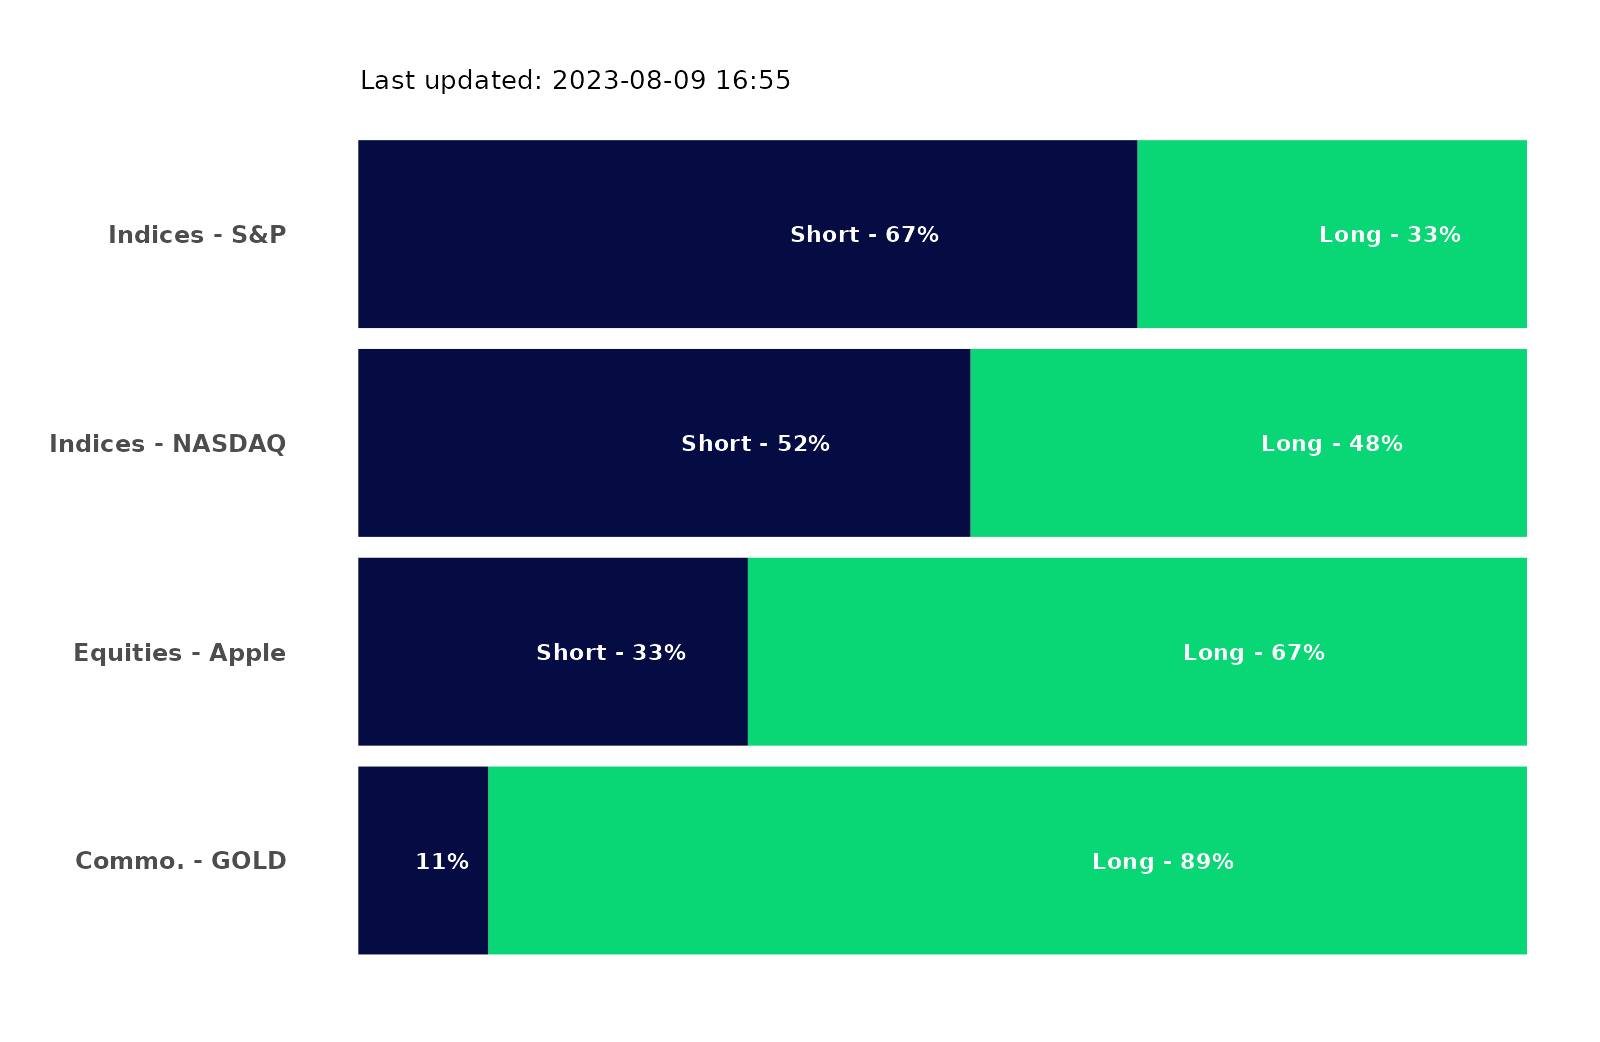 Last updated: 2023-08-09 16:55
Indices - S&P Short - 67% Long - 33%
Indices - NASDAQ Short - 52% Long - 48%
Equities - Apple Short - 33% Long - 67%
Commo. - GOLD 11% Long - 89%